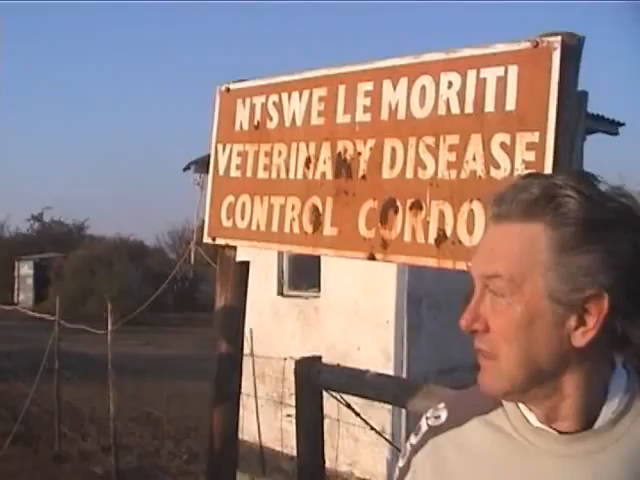 NTSWE LE MORITI
VETERINARY DISEASE
CONTROL CORDO